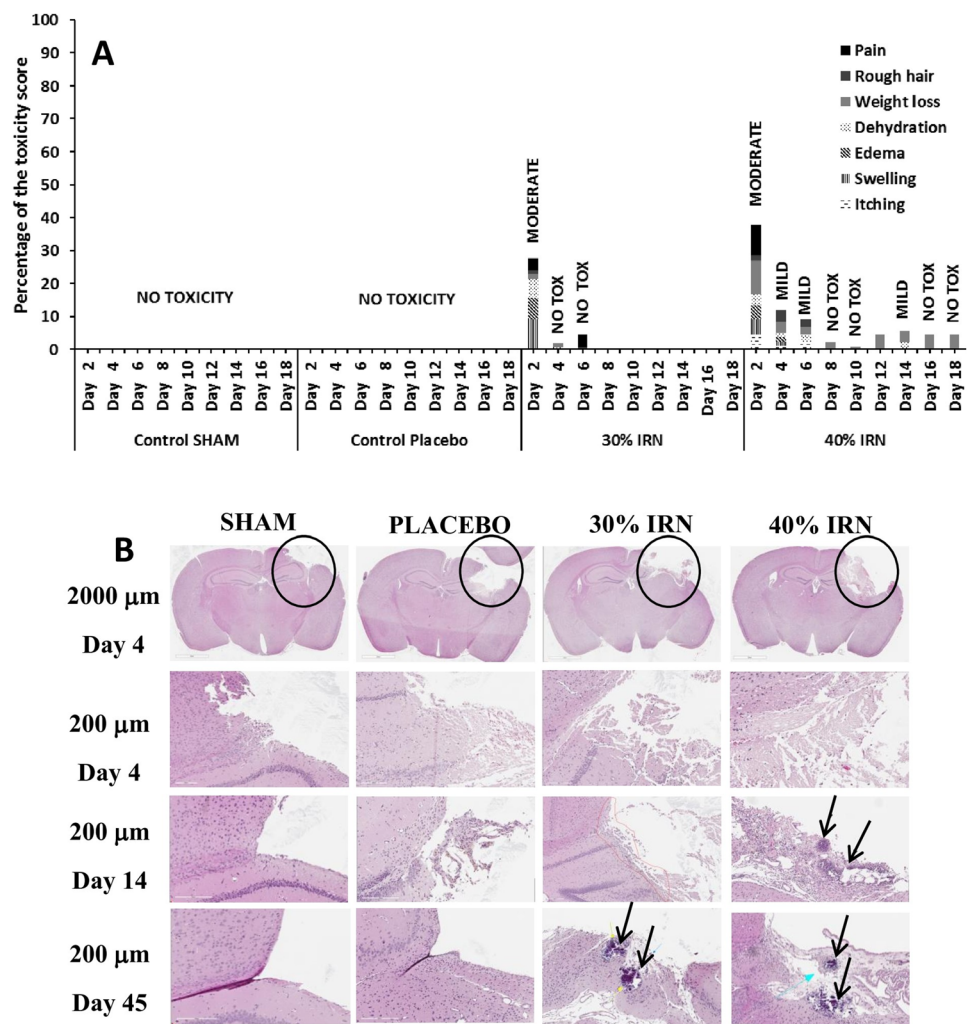 A
Percentage of the toxicity score
100
90
80
70
60
50
40
30
20
10
0
Pain
Rough hair
Weight loss
Dehydration
Edema
Swelling
Itching
NO TOXICITY
NO TOXICITY
MODERATE
NO TOX
NO TOX
MODERATE
MILD
MILD
NO TOX
NO TOX
MILD
NO TOX
NO TOX
Day 2
Day 4
Day 6
Day 8
Day 10
Day 12
Day 14
Day 16
Day 18
Day 2
Day 4
Day 6
Day 8
Day 10
Day 12
Day 14
Day 16
Day 18
Day 2
Day 4
Day 6
Day 8
Day 10
Day 12
Day 14
Day 16
Day 18
Day 2
Day 4
Day 6
Day 8
Day 10
Day 12
Day 14
Day 16
Day 18
Control SHAM
Control Placebo
30% IRN
40% IRN
B
SHAM
PLACEBO
30% IRN
40% IRN
2000 µm
Day 4
200 µm
Day 4
200 µm
Day 14
200 µm
Day 45